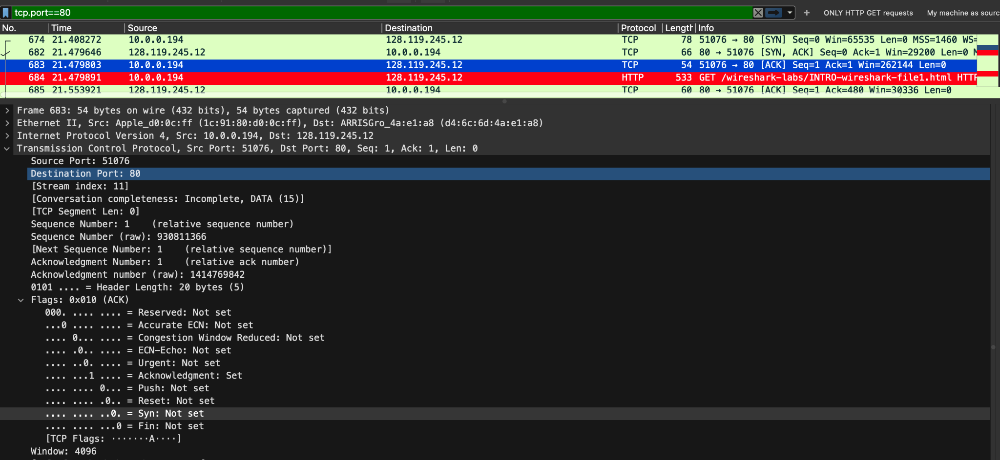 tcp.port==80 + ONLY HTTP GET requests My machine as sourc
No. Time Source Destination Protocol Length Info
674 21.408272 10.0.0.194 128.119.245.12 TCP 78 51076 → 80 [SYN] Seq=0 Win=65535 Len=0 MSS=1460 WS=
682 21.479646 128.119.245.12 10.0.0.194 TCP 66 80 → 51076 [SYN, ACK] Seq=0 Ack=1 Win=29200 Len=0 M
683 21.479803 10.0.0.194 128.119.245.12 TCP 54 51076 → 80 [ACK] Seq=1 Ack=1 Win=262144 Len=0
684 21.479891 10.0.0.194 128.119.245.12 HTTP 533 GET /wireshark-labs/INTRO-wireshark-file1.html HTTP
685 21.553921 128.119.245.12 10.0.0.194 TCP 60 80 → 51076 [ACK] Seq=1 Ack=480 Win=30336 Len=0
Frame 683: 54 bytes on wire (432 bits), 54 bytes captured (432 bits)
Ethernet II, Src: Apple_d0:0c:ff (1c:91:80:d0:0c:ff), Dst: ARRISGro_4a:e1:a8 (d4:6c:6d:4a:e1:a8)
Internet Protocol Version 4, Src: 10.0.0.194, Dst: 128.119.245.12
Transmission Control Protocol, Src Port: 51076, Dst Port: 80, Seq: 1, Ack: 1, Len: 0
Source Port: 51076
Destination Port: 80
[Stream index: 11]
[Conversation completeness: Incomplete, DATA (15)]
[TCP Segment Len: 0]
Sequence Number: 1    (relative sequence number)
Sequence Number (raw): 930811366
[Next Sequence Number: 1    (relative sequence number)]
Acknowledgment Number: 1    (relative ack number)
Acknowledgment number (raw): 1414769842
0101 .... = Header Length: 20 bytes (5)
Flags: 0x010 (ACK)
000. .... .... = Reserved: Not set
...0 .... .... = Accurate ECN: Not set
.... 0... .... = Congestion Window Reduced: Not set
.... .0.. .... = ECN-Echo: Not set
.... ..0. .... = Urgent: Not set
.... ...1 .... = Acknowledgment: Set
.... .... 0... = Push: Not set
.... .... .0.. = Reset: Not set
.... .... ..0. = Syn: Not set
.... .... ...0 = Fin: Not set
[TCP Flags: ·······A····]
Window: 4096